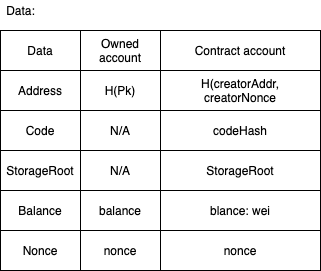 Data:
Data Owned account Contract account
Address H(Pk) H(creatorAddr, creatorNonce
Code N/A codeHash
StorageRoot N/A StorageRoot
Balance balance blance: wei
Nonce nonce nonce